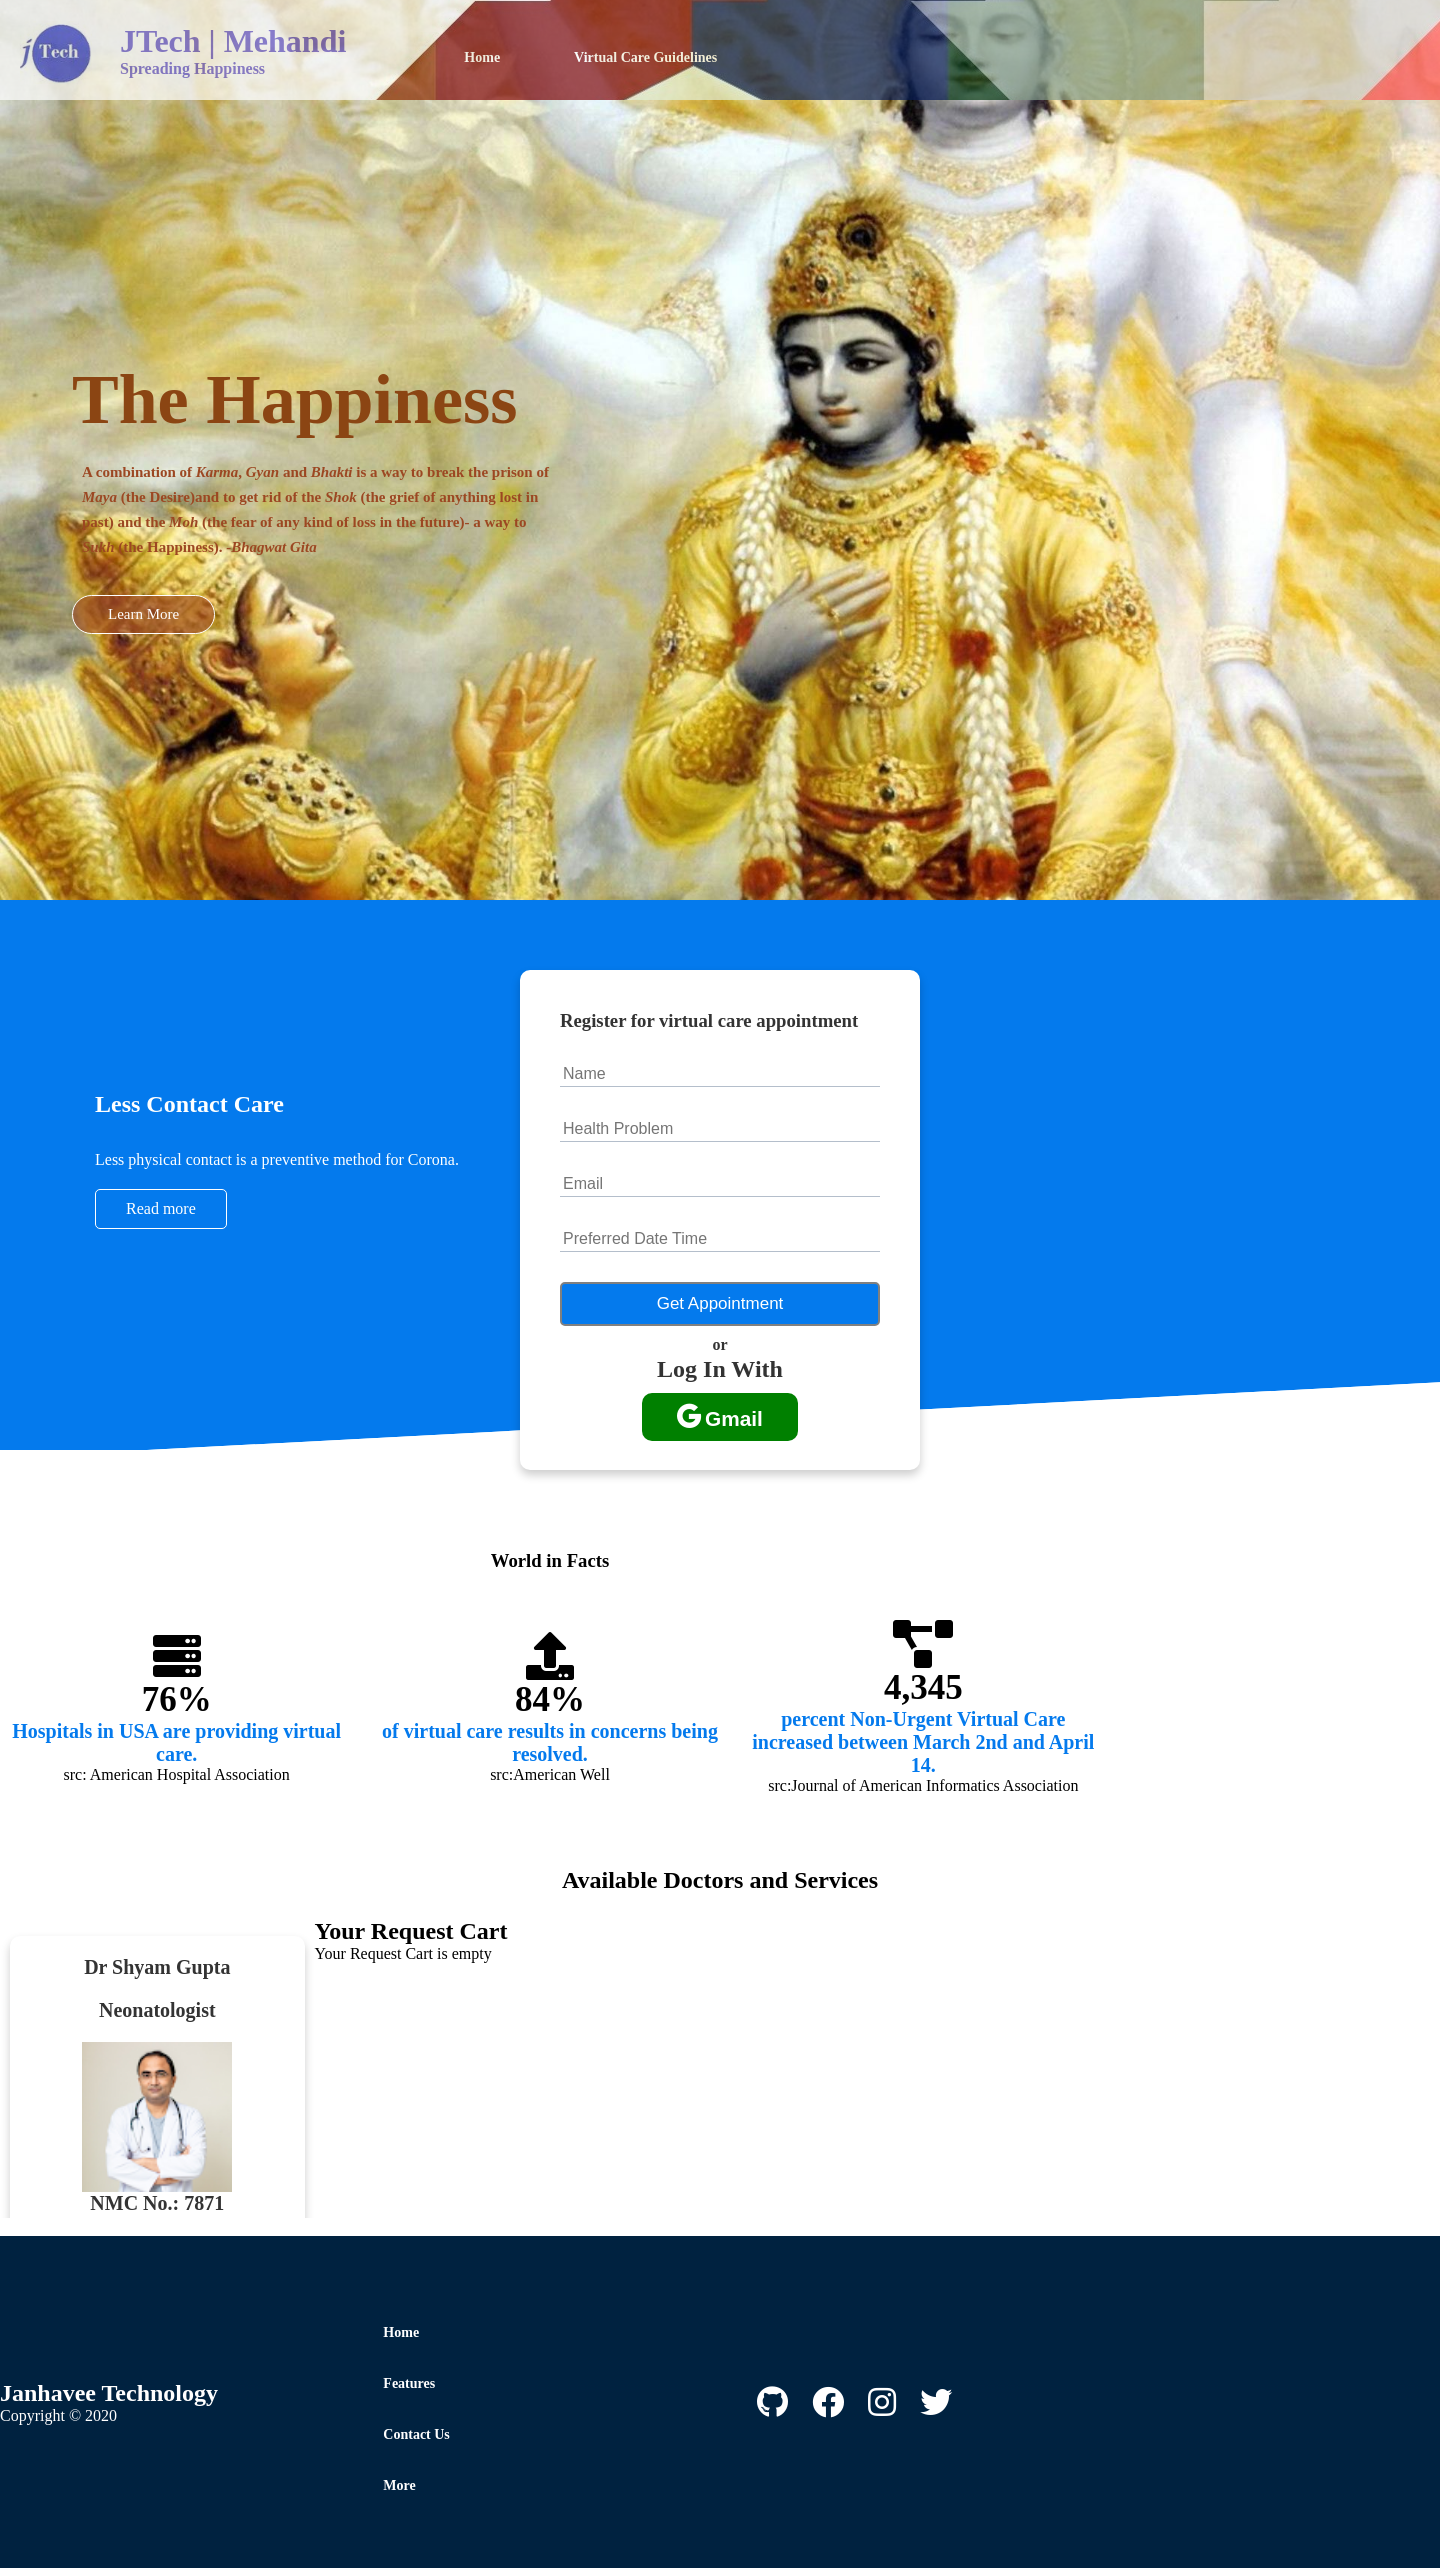 j Tech
JTech | Mehandi
Spreading Happiness
Home
Virtual Care Guidelines
The Happiness
A combination of Karma, Gyan and Bhakti is a way to break the prison of
Maya (the Desire)and to get rid of the Shok (the grief of anything lost in
past) and the Moh (the fear of any kind of loss in the future)- a way to
Sukh (the Happiness). -Bhagwat Gita
Learn More
Less Contact Care
Less physical contact is a preventive method for Corona.
Read more
Register for virtual care appointment
Name
Health Problem
Email
Preferred Date Time
Get Appointment
or
Log In With
Gmail
World in Facts
76%
Hospitals in USA are providing virtual
care.
src: American Hospital Association
84%
of virtual care results in concerns being
resolved.
src:American Well
4,345
percent Non-Urgent Virtual Care
increased between March 2nd and April
14.
src:Journal of American Informatics Association
Available Doctors and Services
Dr Shyam Gupta
Neonatologist
NMC No.: 7871
Your Request Cart
Your Request Cart is empty
Janhavee Technology
Copyright © 2020
Home
Features
Contact Us
More